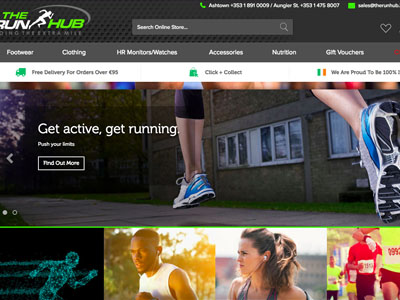 Ashtown +353 1 891 0009 / Aungier St. +353 1 475 8007
sales@therunhub.
THE
RUN HUB
DING THE EXTRA MILE
Search Online Store...
Footwear
Clothing
HR Monitors/Watches
Accessories
Nutrition
Gift Vouchers
Free Delivery For Orders Over €95
Click + Collect
We Are Proud To Be 100% I
Get active, get running.
Push your limits
Find Out More